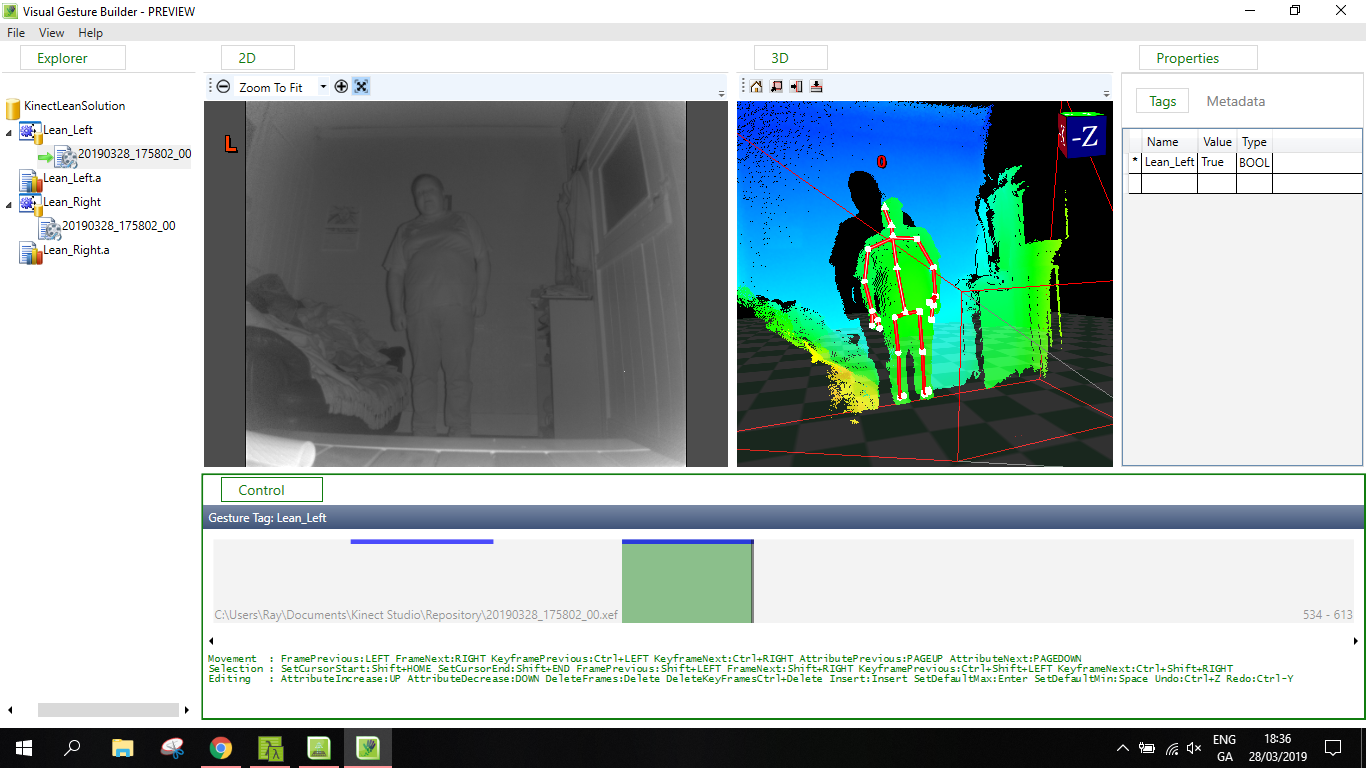 Visual Gesture Builder - PREVIEW
File View Help
Explorer
2D
3D
Properties
Zoom To Fit
Tags Metadata
KinectLeanSolution
Lean_Left
20190328_175802_00
Lean_Left.a
Lean_Right
20190328_175802_00
Lean_Right.a
L
0
-Z
Name Value Type
* Lean_Left True BOOL
Control
Gesture Tag: Lean_Left
C:\Users\Ray\Documents\Kinect Studio\Repository\20190328_175802_00.xef
534 - 613
Movement : FramePrevious:LEFT FrameNext:RIGHT KeyframePrevious:Ctrl+LEFT KeyframeNext:Ctrl+RIGHT AttributePrevious:PAGEUP AttributeNext:PAGEDOWN
Selection : SetCursorStart:Shift+HOME SetCursorEnd:Shift+END FramePrevious:Shift+LEFT FrameNext:Shift+RIGHT KeyframePrevious:Ctrl+Shift+LEFT KeyframeNext:Ctrl+Shift+RIGHT
Editing : AttributeIncrease:UP AttributeDecrease:DOWN DeleteFrames:Delete DeleteKeyFramesCtrl+Delete Insert:Insert SetDefaultMax:Enter SetDefaultMin:Space Undo:Ctrl+Z Redo:Ctrl-Y
ENG
GA
18:36
28/03/2019